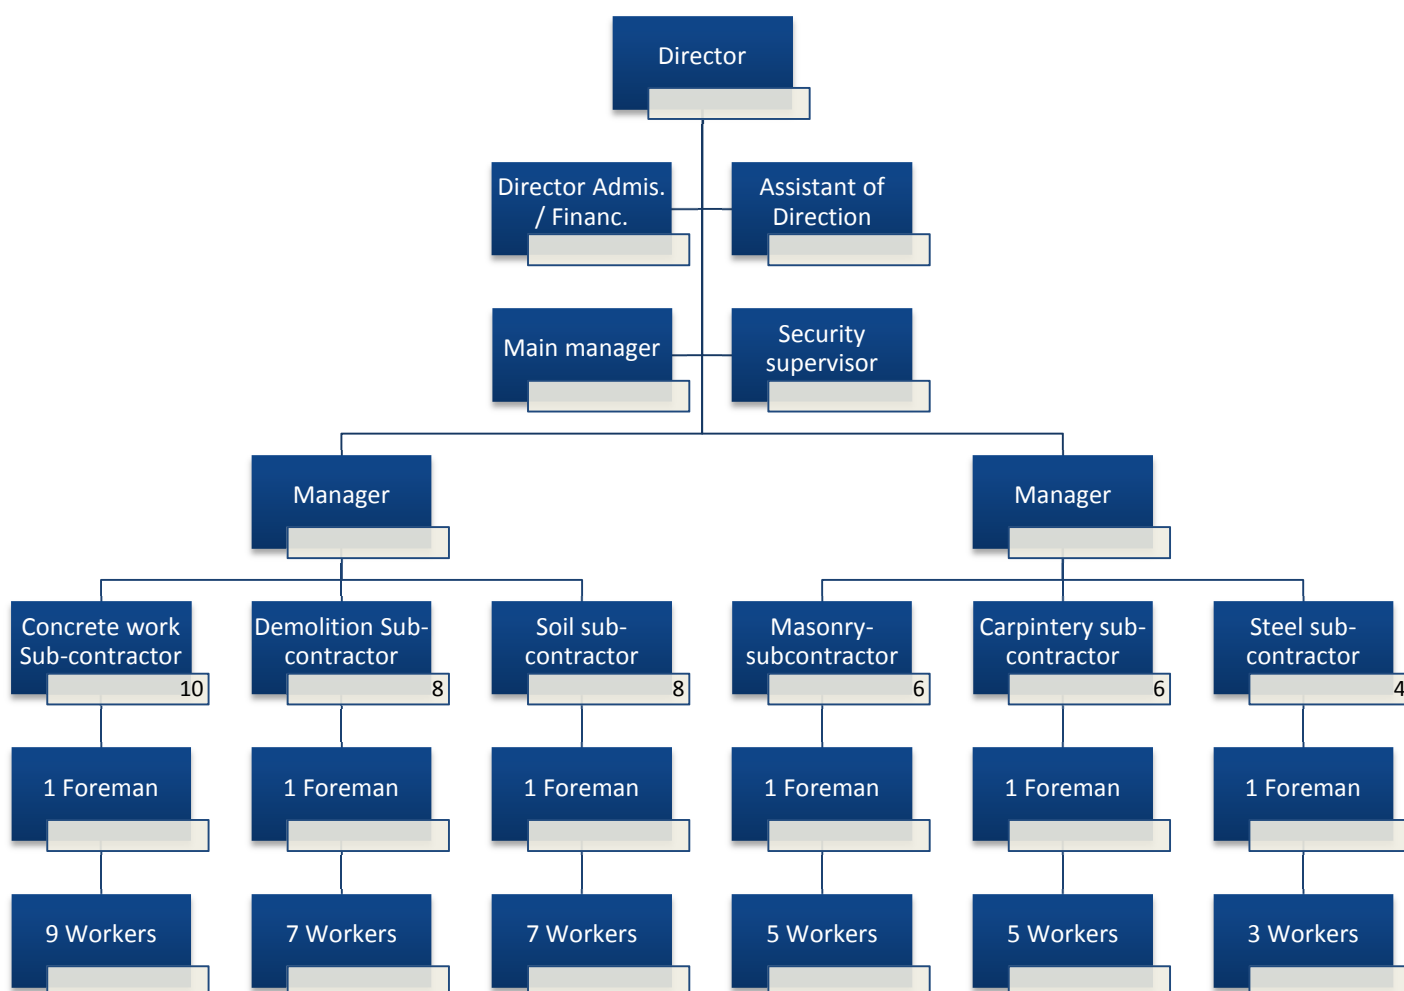 Director
Director Admis.
/ Financ.
Assistant of
Direction
Main manager
Security
supervisor
Manager
Manager
Concrete work
Sub-contractor
10
Demolition Sub-
contractor
8
Soil sub-
contractor
8
Masonry-
subcontractor
6
Carpintery sub-
contractor
6
Steel sub-
contractor
4
1 Foreman
1 Foreman
1 Foreman
1 Foreman
1 Foreman
1 Foreman
9 Workers
7 Workers
7 Workers
5 Workers
5 Workers
3 Workers